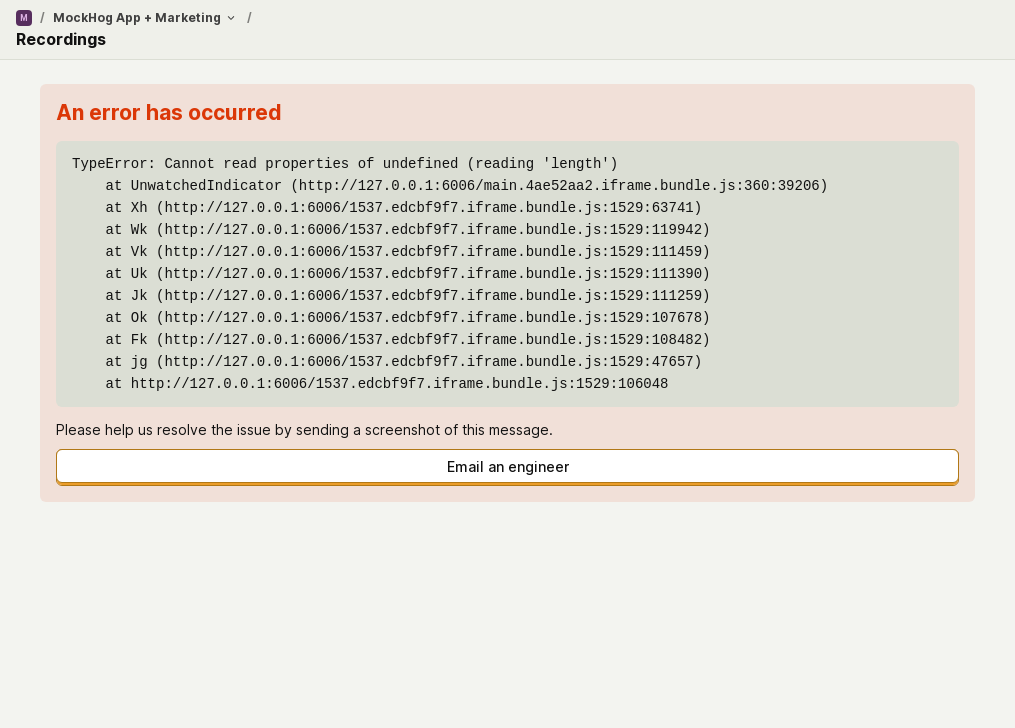 M / MockHog App + Marketing /
Recordings
An error has occurred
TypeError: Cannot read properties of undefined (reading 'length')
at UnwatchedIndicator (http://127.0.0.1:6006/main.4ae52aa2.iframe.bundle.js:360:39206)
at Xh (http://127.0.0.1:6006/1537.edcbf9f7.iframe.bundle.js:1529:63741)
at Wk (http://127.0.0.1:6006/1537.edcbf9f7.iframe.bundle.js:1529:119942)
at Vk (http://127.0.0.1:6006/1537.edcbf9f7.iframe.bundle.js:1529:111459)
at Uk (http://127.0.0.1:6006/1537.edcbf9f7.iframe.bundle.js:1529:111390)
at Jk (http://127.0.0.1:6006/1537.edcbf9f7.iframe.bundle.js:1529:111259)
at Ok (http://127.0.0.1:6006/1537.edcbf9f7.iframe.bundle.js:1529:107678)
at Fk (http://127.0.0.1:6006/1537.edcbf9f7.iframe.bundle.js:1529:108482)
at jg (http://127.0.0.1:6006/1537.edcbf9f7.iframe.bundle.js:1529:47657)
at http://127.0.0.1:6006/1537.edcbf9f7.iframe.bundle.js:1529:106048
Please help us resolve the issue by sending a screenshot of this message.
Email an engineer